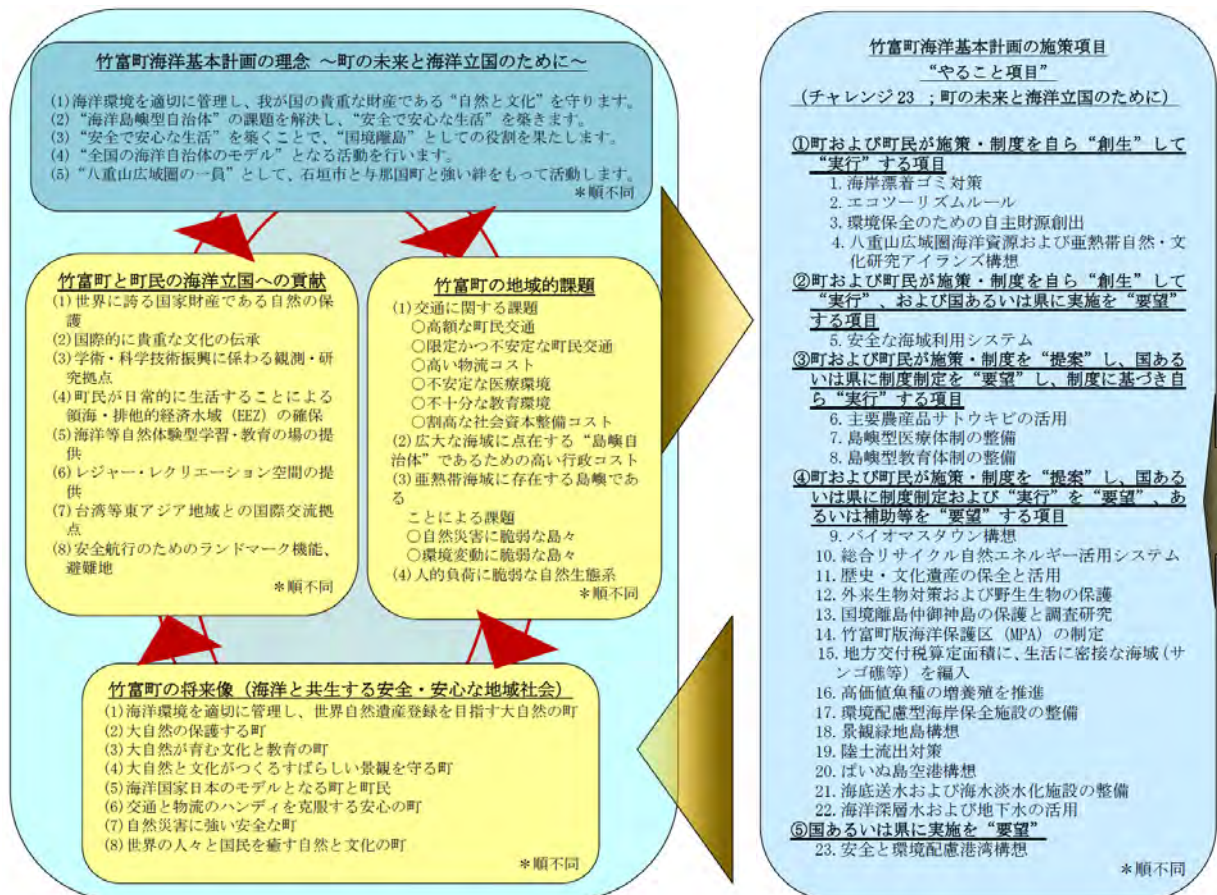 竹富町海洋基本計画の理念 ~町の未来と海洋立国のために~
(1)海洋環境を適切に管理し、我が国の貴重な財産である“自然と文化”を守ります。
(2)“海洋島嶼型自治体”の課題を解決し、“安全で安心な生活”を築きます。
(3)“安全で安心な生活”を築くことで、“国境離島”としての役割を果たします。
(4)“全国の海洋自治体のモデル”となる活動を行います。
(5)“八重山広域圏の一員”として、石垣市と与那国町と強い絆をもって活動します。
*順不同
竹富町と町民の海洋立国への貢献
(1)世界に誇る国家財産である自然の保
護
(2)国際的に貴重な文化の伝承
(3)学術・科学技術振興に係わる観測・研
究拠点
(4)町民が日常的に生活することによる
領海・排他的経済水域(EEZ)の確保
(5)海洋等自然体験型学習・教育の場の提
供
(6)レジャー・レクリエーション空間の提
供
(7)台湾等東アジア地域との国際交流拠
点
(8)安全航行のためのランドマーク機能、
避難地
*順不同
竹富町の地域的課題
(1)交通に関する課題
○高額な町民交通
○限定かつ不安定な町民交通
○高い物流コスト
○不安定な医療環境
○不十分な教育環境
○割高な社会資本整備コスト
(2)広大な海域に点在する“島嶼自
治体”であるための高い行政コスト
(3)亜熱帯海域に存在する島嶼であ
る
ことによる課題
○自然災害に脆弱な島々
○環境変動に脆弱な島々
(4)人的負荷に脆弱な自然生態系
*順不同
竹富町の将来像(海洋と共生する安全・安心な地域社会)
(1)海洋環境を適切に管理し、世界自然遺産登録を目指す大自然の町
(2)大自然の保護する町
(3)大自然が育む文化と教育の町
(4)大自然と文化がつくるすばらしい景観を守る町
(5)海洋国家日本のモデルとなる町と町民
(6)交通と物流のハンディを克服する安心の町
(7)自然災害に強い安全な町
(8)世界の人々と国民を癒す自然と文化の町
*順不同
竹富町海洋基本計画の施策項目
“やること項目”
(チャレンジ23 ;町の未来と海洋立国のために)
①町および町民が施策・制度を自ら“創生”して
“実行”する項目
1. 海岸漂着ゴミ対策
2. エコツーリズムルール
3. 環境保全のための自主財源創出
4. 八重山広域圏海洋資源および亜熱帯自然・文
化研究アイランズ構想
②町および町民が施策・制度を自ら“創生”して
“実行”、および国あるいは県に実施を“要望”
する項目
5. 安全な海域利用システム
③町および町民が施策・制度を“提案”し、国ある
いは県に制度制定を“要望”し、制度に基づき自
ら“実行”する項目
6. 主要農産品サトウキビの活用
7. 島嶼型医療体制の整備
8. 島嶼型教育体制の整備
④町および町民が施策・制度を“提案”し、国ある
いは県に制度制定および“実行”を“要望”、あ
るいは補助等を“要望”する項目
9. バイオマスタウン構想
10. 総合リサイクル自然エネルギー活用システム
11. 歴史・文化遺産の保全と活用
12. 外来生物対策および野生生物の保護
13. 国境離島仲御神島の保護と調査研究
14. 竹富町版海洋保護区(MPA)の制定
15. 地方交付税算定面積に、生活に密接な海域(サ
ンゴ礁等)を編入
16. 高価値魚種の増養殖を推進
17. 環境配慮型海岸保全施設の整備
18. 景観緑地島構想
19. 陸土流出対策
20. ぱいぬ島空港構想
21. 海底送水および海水淡水化施設の整備
22. 海洋深層水および地下水の活用
⑤国あるいは県に実施を“要望”
23. 安全と環境配慮港湾構想
*順不同